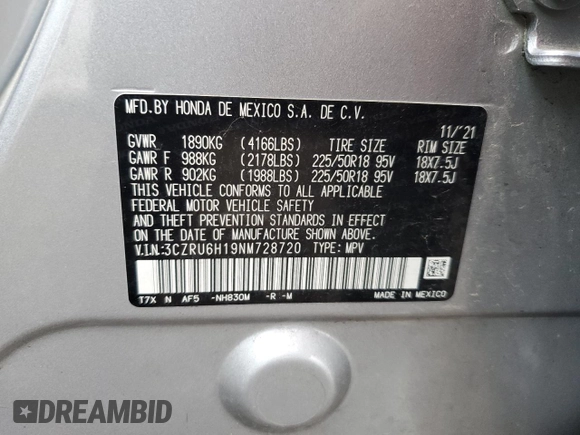 MFD.BY HONDA DE MEXICO S.A. DE C.V.
11/'21
GVWR 1890KG (4166LBS) TIRE SIZE RIM SIZE
GAWR F 988KG (2178LBS) 225/50R18 95V 18X7.5J
GAWR R 902KG (1988LBS) 225/50R18 95V 18X7.5J
THIS VEHICLE CONFORMS TO ALL APPLICABLE
FEDERAL MOTOR VEHICLE SAFETY
AND THEFT PREVENTION STANDARDS IN EFFECT
ON THE DATE OF MANUFACTURE SHOWN ABOVE.
V.I.N.:3CZRU6H19NM728720 TYPE: MPV
T7X N AF5 -NH830M -R -M MADE IN MEXICO
DREAMBID